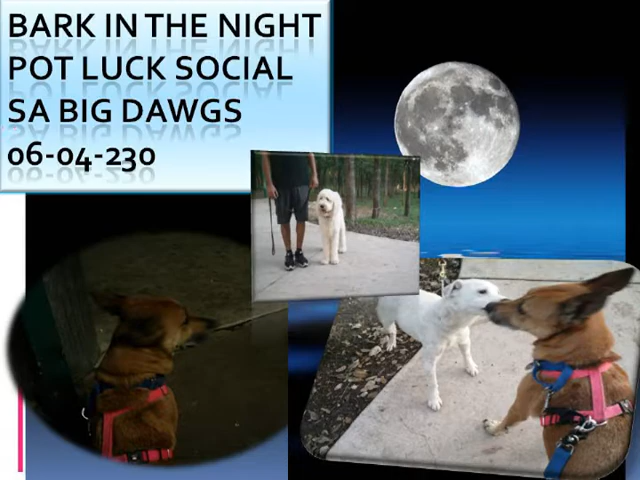 BARK IN THE NIGHT
POT LUCK SOCIAL
SA BIG DAWGS
06-04-230